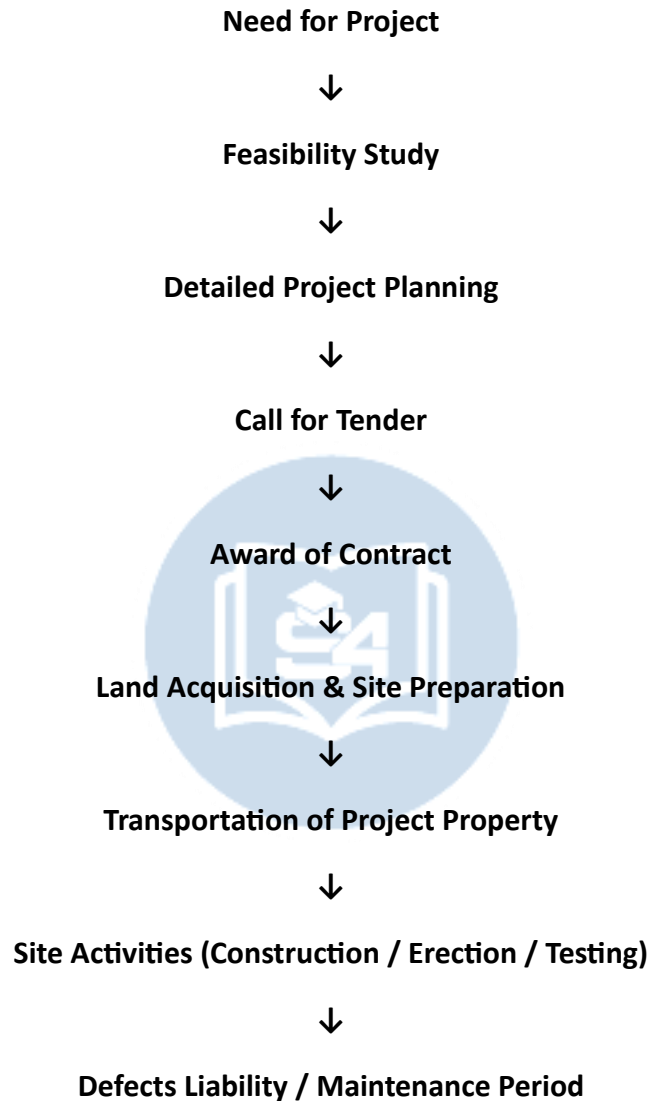 Need for Project
↓
Feasibility Study
↓
Detailed Project Planning
↓
Call for Tender
↓
Award of Contract
↓
Land Acquisition & Site Preparation
↓
Transportation of Project Property
↓
Site Activities (Construction / Erection / Testing)
↓
Defects Liability / Maintenance Period